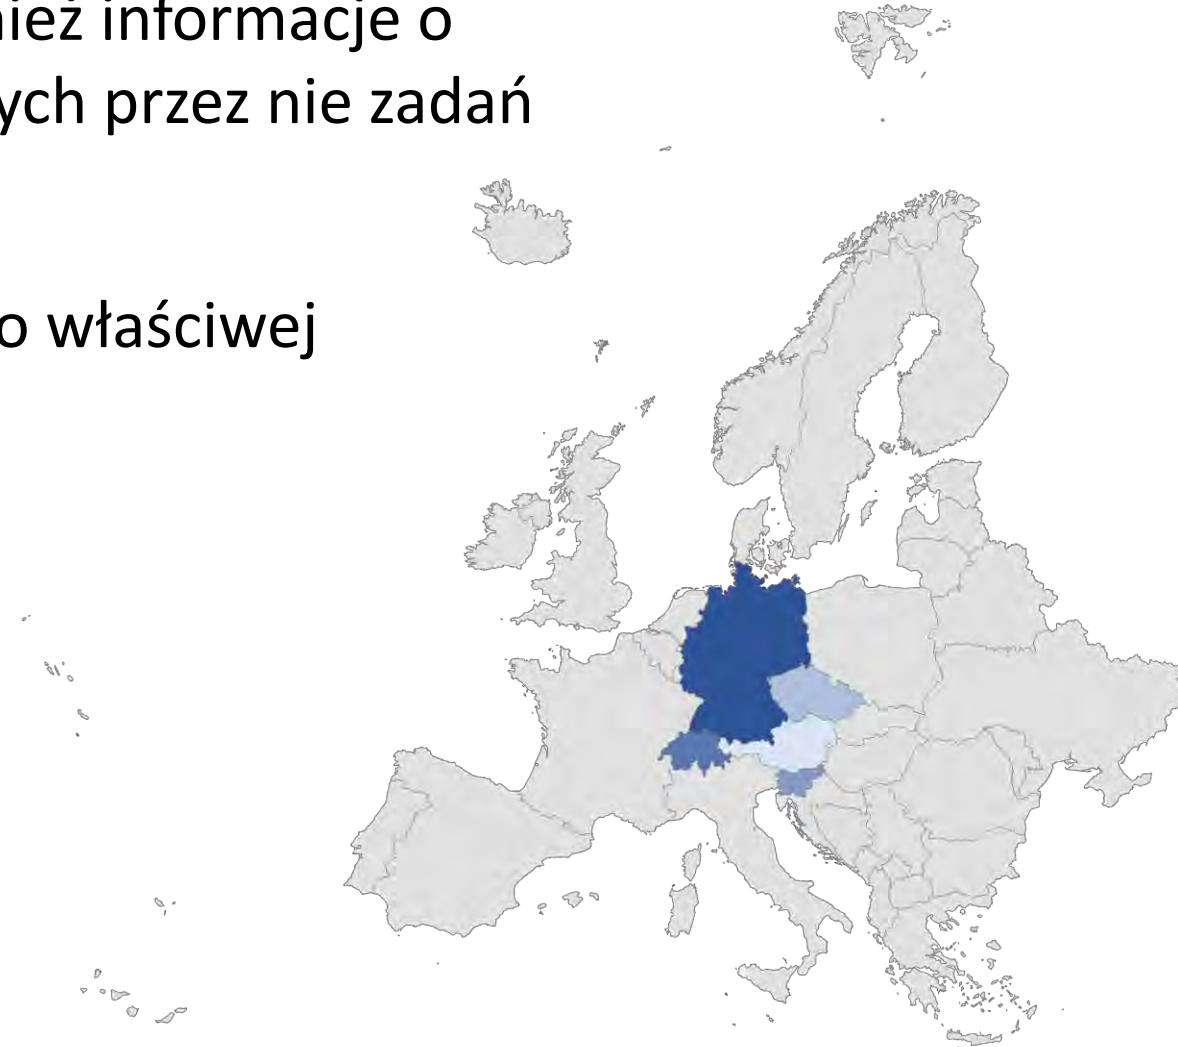 nież informacje o
ych przez nie zadań
o właściwej